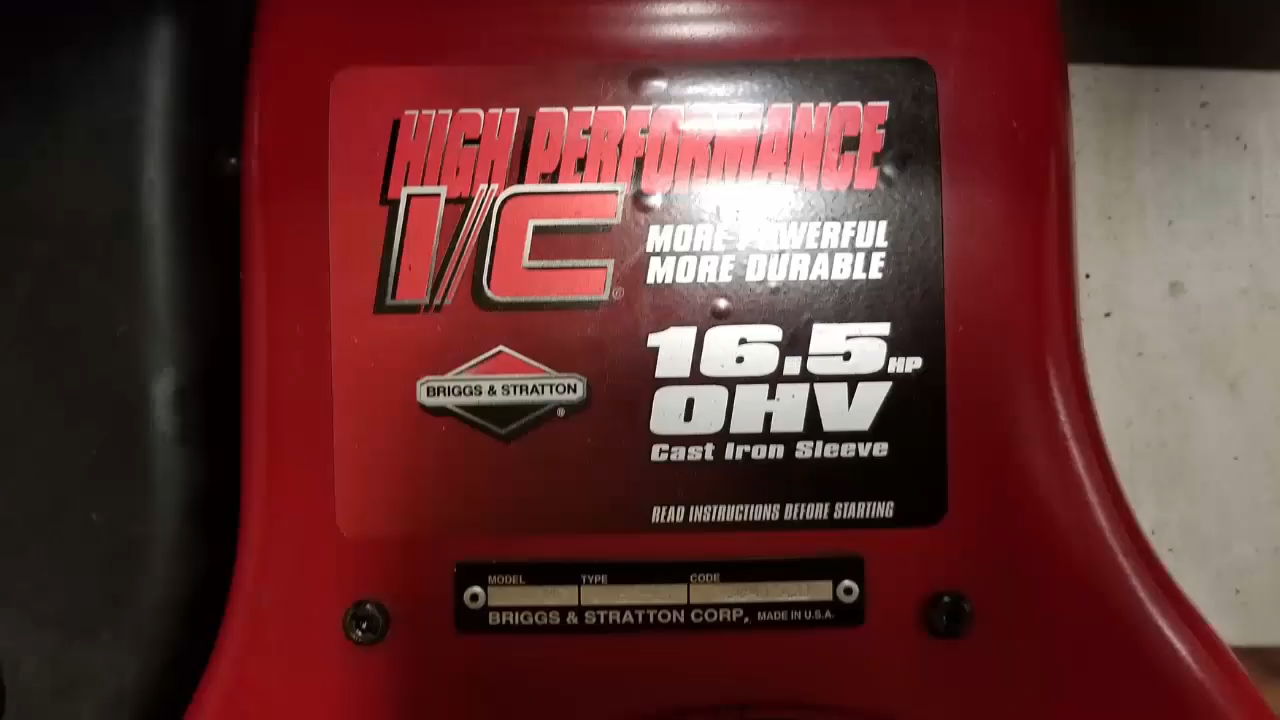 HIGH PERFORMANCE
I/C®
MORE POWERFUL
MORE DURABLE
16.5 HP
OHV
Cast Iron Sleeve
BRIGGS & STRATTON
®
READ INSTRUCTIONS BEFORE STARTING
MODEL TYPE CODE
BRIGGS & STRATTON CORP, MADE IN U.S.A.